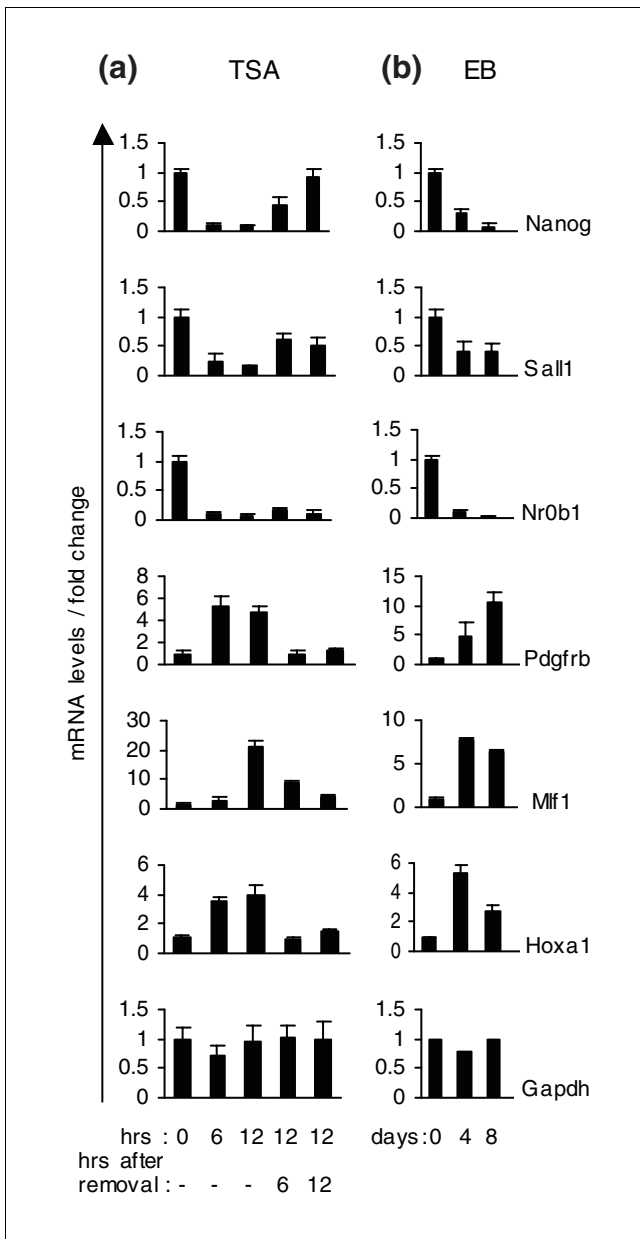 (a) TSA (b) EB
mRNA levels / fold change
1.5 1.5
1 1
0.5 0.5
0 0 Nanog
1.5 1.5
1 1
0.5 0.5
0 0 Sall1
1.5 1.5
1 1
0.5 0.5
0 0 Nr0b1
8 15
6 10
4 5
2
0 0 Pdgfrb
30 10
20 5
10
0 0 Mlf1
6 6
4 4
2 2
0 0 Hoxa1
1.5 1.5
1 1
0.5 0.5
0 0 Gapdh
hrs : 0 6 12 12 12 days:0 4 8
hrs after
removal : - - - 6 12